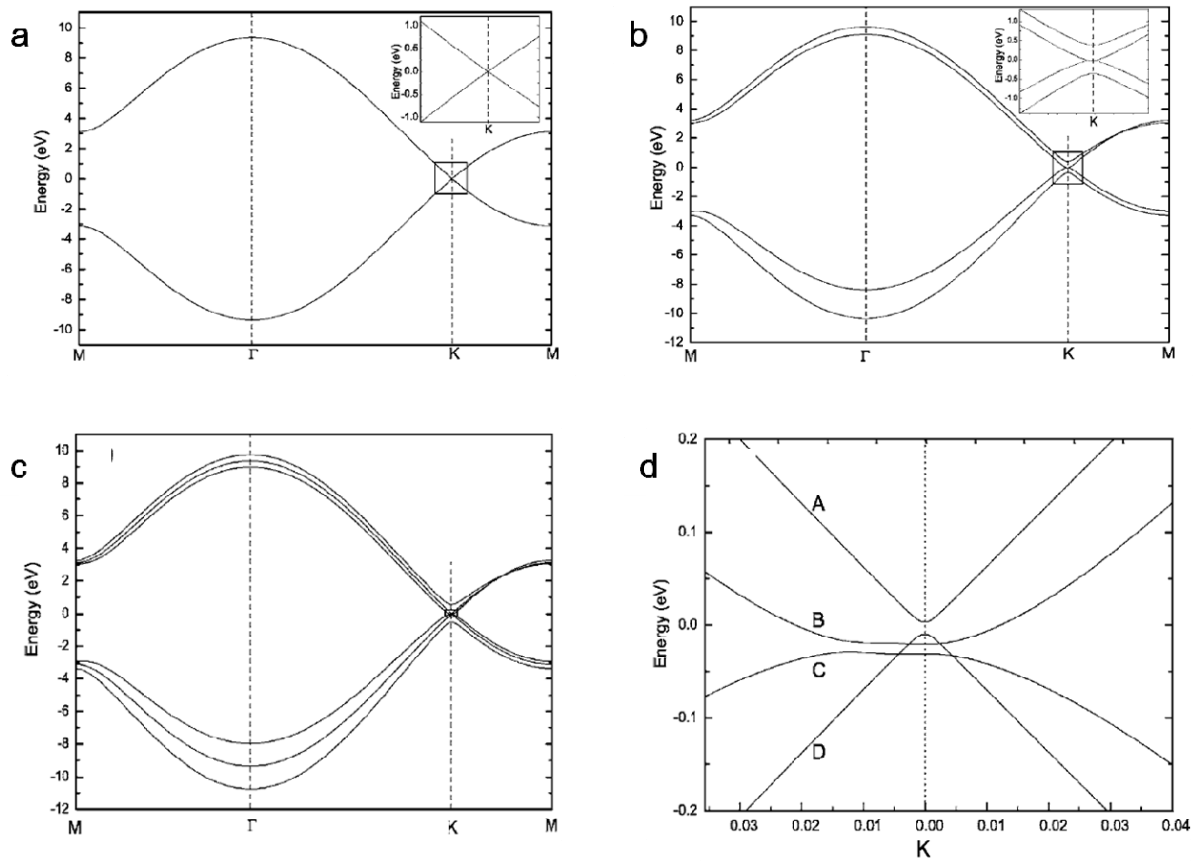 a
Energy (eV)
10
8
6
4
2
0
-2
-4
-6
-8
-10
M
Γ
K
M
Energy (eV)
1.0
0.5
0.0
-0.5
-1.0
K
b
Energy (eV)
10
8
6
4
2
0
-2
-4
-6
-8
-10
-12
M
Γ
K
M
Energy (eV)
1.0
0.5
0.0
-0.5
-1.0
K
c
Energy (eV)
10
8
6
4
2
0
-2
-4
-6
-8
-10
-12
M
Γ
K
M
d
Energy (eV)
0.2
0.1
0.0
-0.1
-0.2
A
B
C
D
0.03 0.02 0.01 0.00 0.01 0.02 0.03 0.04
K